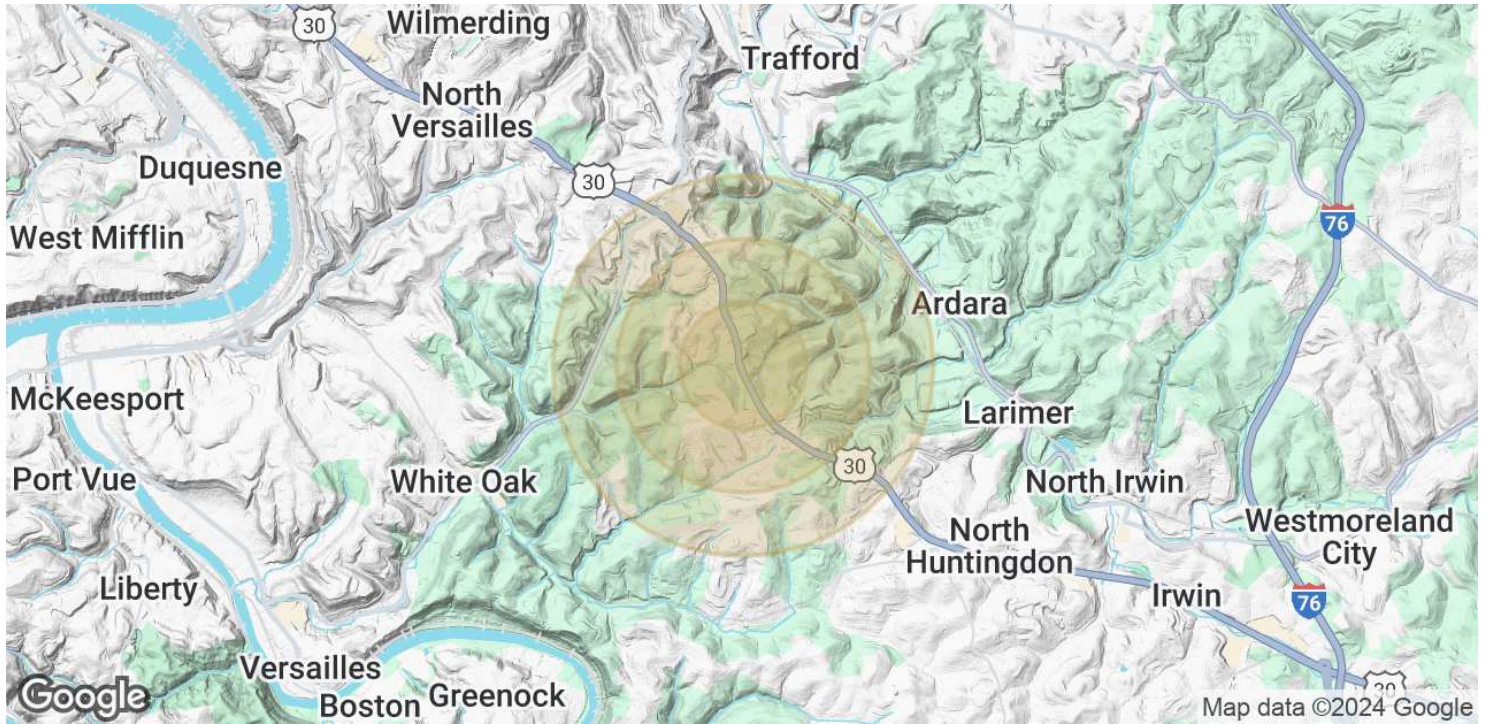 30
Wilmerding
Trafford
North
Versailles
Duquesne
30
West Mifflin
76
Ardara
McKeesport
Larimer
Port Vue
White Oak
30
North Irwin
North
Huntingdon
Westmoreland
City
Liberty
Irwin
76
Versailles
Boston
Greenock
30
Google
Map data ©2024 Google